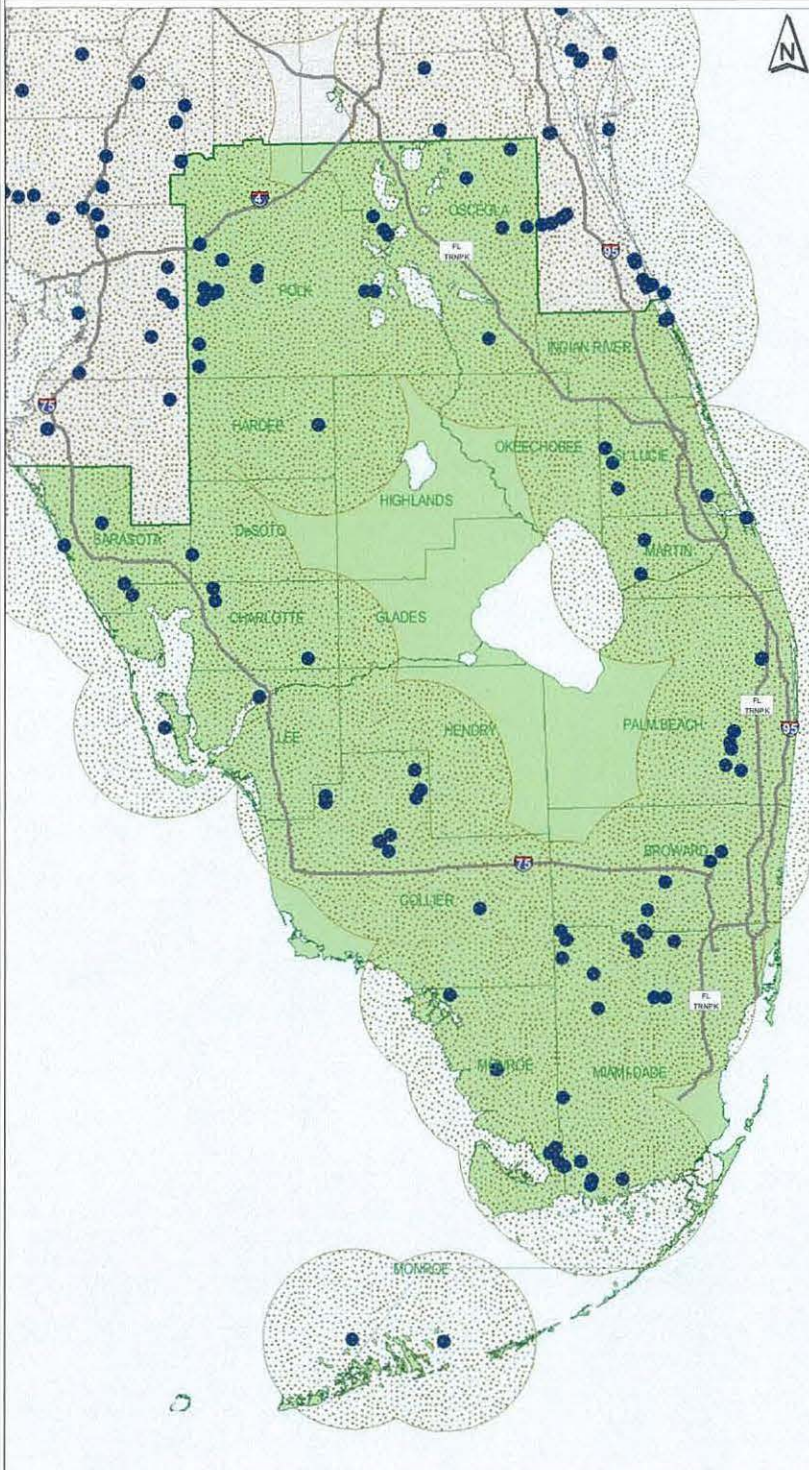 N
4
OSCEOLA
FL
TRNPK
95
POLK
INDIAN RIVER
75
HARDEE
OKEECHOBEE
ST. LUCIE
HIGHLANDS
SARASOTA
DeSOTO
MARTIN
CHARLOTTE
GLADES
FL
TRNPK
LEE
HENDRY
PALM BEACH
95
BROWARD
75
COLLIER
FL
TRNPK
MONROE
MIAMI-DADE
MONROE